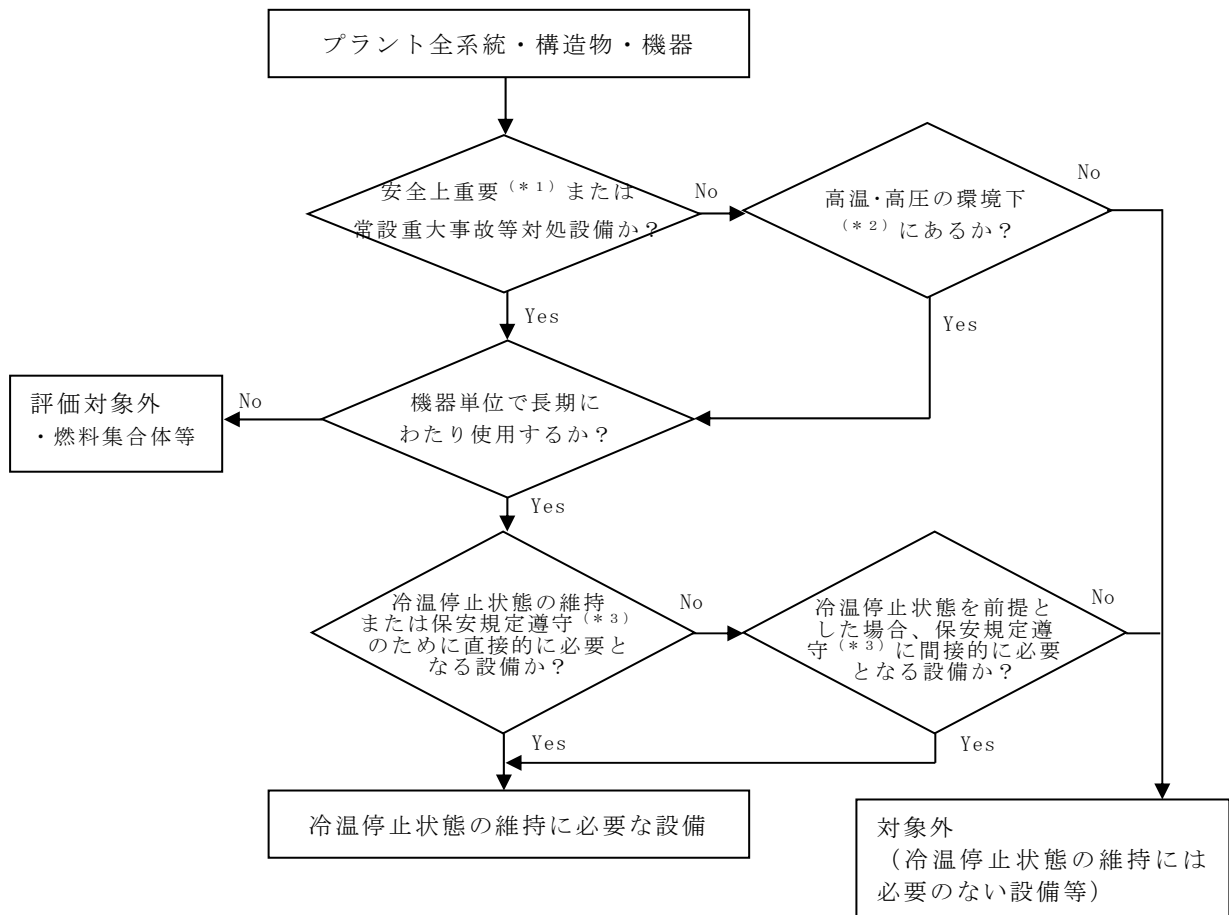 プラント全系統・構造物・機器
安全上重要(*1)または
常設重大事故等対処設備か?
No
高温・高圧の環境下
(*2)にあるか?
No
Yes
Yes
評価対象外
・燃料集合体等
No
機器単位で長期に
わたり使用するか?
Yes
冷温停止状態の維持
または保安規定遵守(*3)
のために直接的に必要と
なる設備か?
No
冷温停止状態を前提と
した場合、保安規定遵
守(*3)に間接的に必要
となる設備か?
No
Yes
Yes
冷温停止状態の維持に必要な設備
対象外
(冷温停止状態の維持には
必要のない設備等)